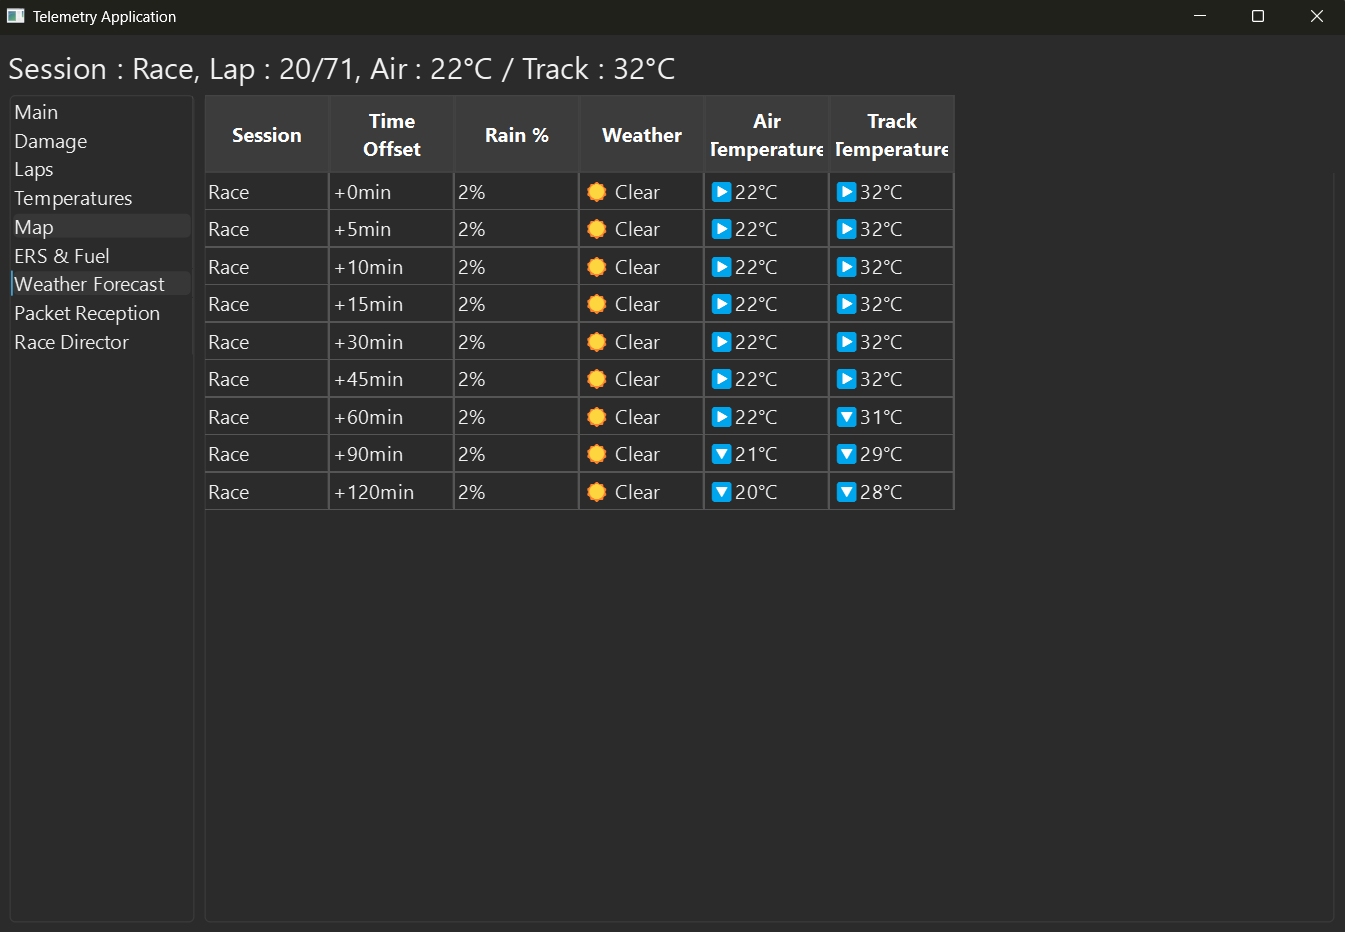 Telemetry Application
Session : Race, Lap : 20/71, Air : 22°C / Track : 32°C
Main
Damage
Laps
Temperatures
Map
ERS & Fuel
Weather Forecast
Packet Reception
Race Director
Session Time Offset Rain % Weather Air Temperature Track Temperature
Race +0min 2% Clear 22°C 32°C
Race +5min 2% Clear 22°C 32°C
Race +10min 2% Clear 22°C 32°C
Race +15min 2% Clear 22°C 32°C
Race +30min 2% Clear 22°C 32°C
Race +45min 2% Clear 22°C 32°C
Race +60min 2% Clear 22°C 31°C
Race +90min 2% Clear 21°C 29°C
Race +120min 2% Clear 20°C 28°C